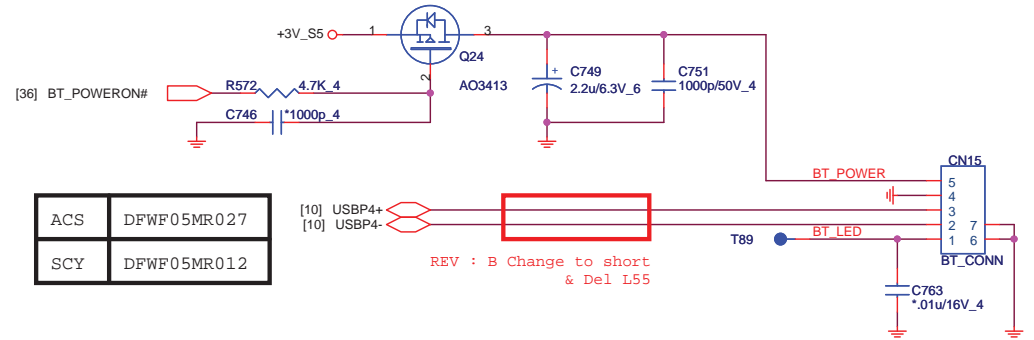 +3V_S5
1
3
Q24
2
AO3413
C749
2.2u/6.3V_6
C751
1000p/50V_4
[36] BT_POWERON#
R572
4.7K_4
C746
*1000p_4
CN15
BT_POWER
5
4
3
2
1
7
6
BT_CONN
ACS DFWF05MR027
SCY DFWF05MR012
[10] USBP4+
[10] USBP4-
T89
BT_LED
REV : B Change to short
& Del L55
C763
*.01u/16V_4